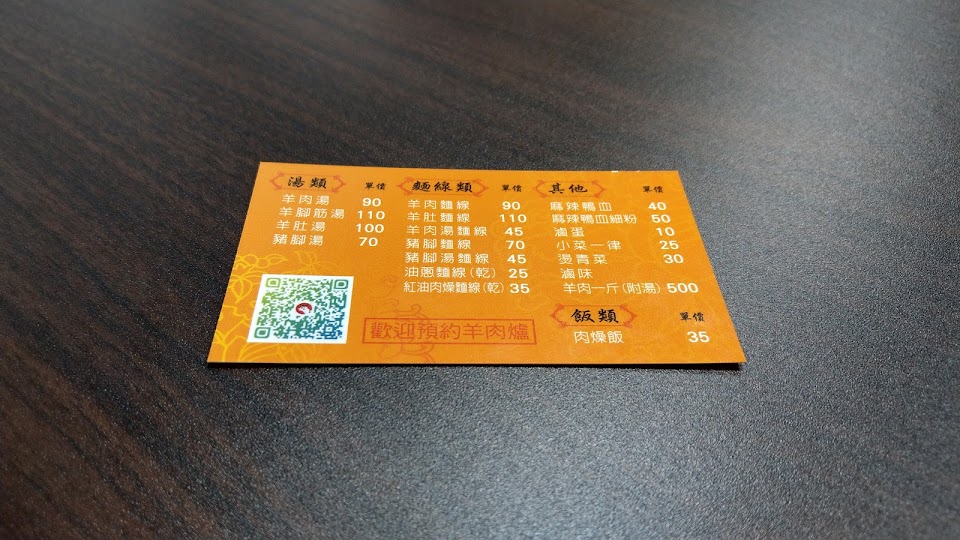 湯類 單價
羊肉湯 90
羊腳筋湯 110
羊肚湯 100
豬腳湯 70
麵線類 單價
羊肉麵線 90
羊肚麵線 110
羊肉湯麵線 45
豬腳麵線 70
豬腳湯麵線 45
油蔥麵線(乾) 25
紅油肉燥麵線(乾) 35
其他 單價
麻辣鴨血 40
麻辣鴨血細粉 50
滷蛋 10
小菜一律 25
燙青菜 30
滷味
羊肉一斤(附湯) 500
飯類 單價
肉燥飯 35
歡迎預約羊肉爐